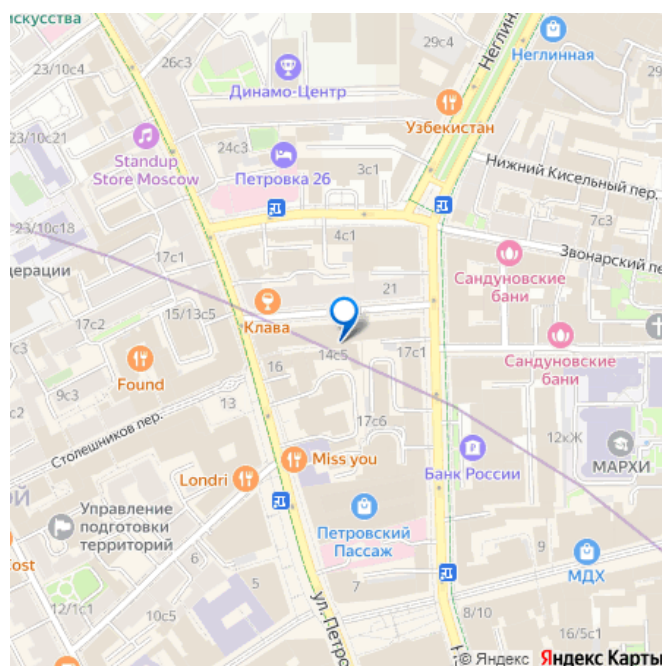 искусства
23/10с4
26с3
29с4
Неглинная
Неглин
Динамо-Центр
Узбекистан
23/10с21
Standup
Store Moscow
24с3
Петровка 26
3с1
Нижний Кисельный пер.
7с3
23/10с18
17с1
4с1
Звонарский пе
дерации
Сандуновские
бани
21
15/13с5
Клава
17с2
Found
16
14с5
17с1
Сандуновские
бани
9с3
13
Столешников пер.
17с6
12кЖ
МАРХИ
Miss you
Банк России
Londri
ОЙ
Управление
подготовки
территорий
Петровский
Пассаж
Cost
6
5
7
9
МДХ
12/1с1
10с5
ул. Петро
8/10
16/5с1
© Яндекс Яндекс Карты